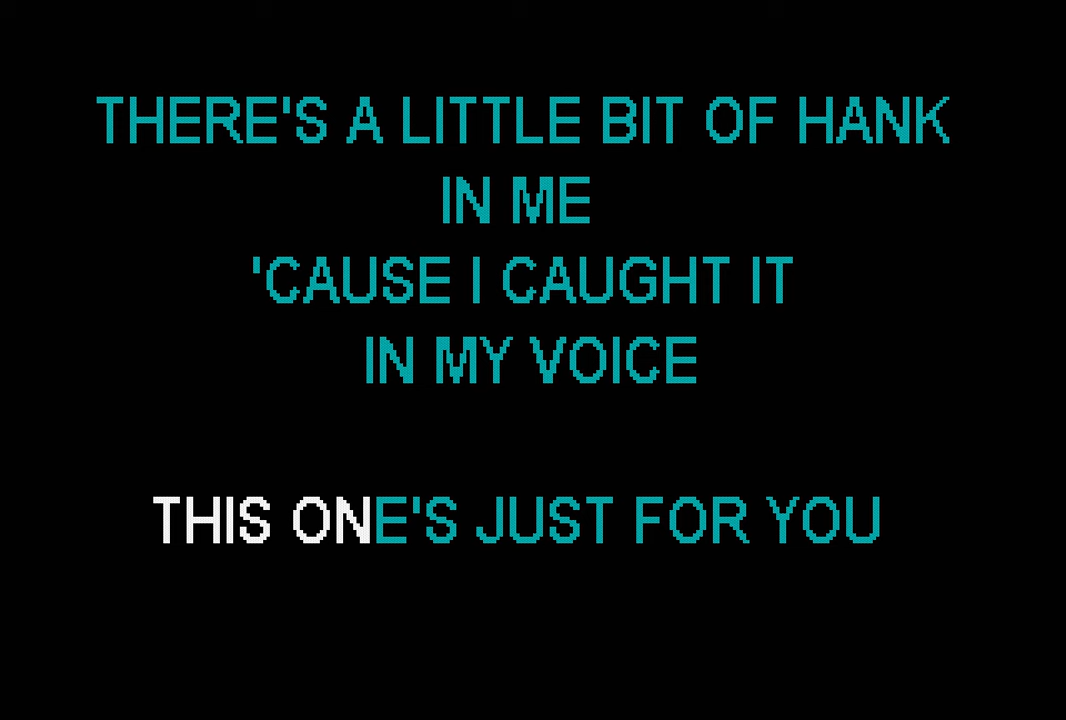 THERE'S A LITTLE BIT OF HANK
IN ME
'CAUSE I CAUGHT IT
IN MY VOICE
THIS ONE'S JUST FOR YOU